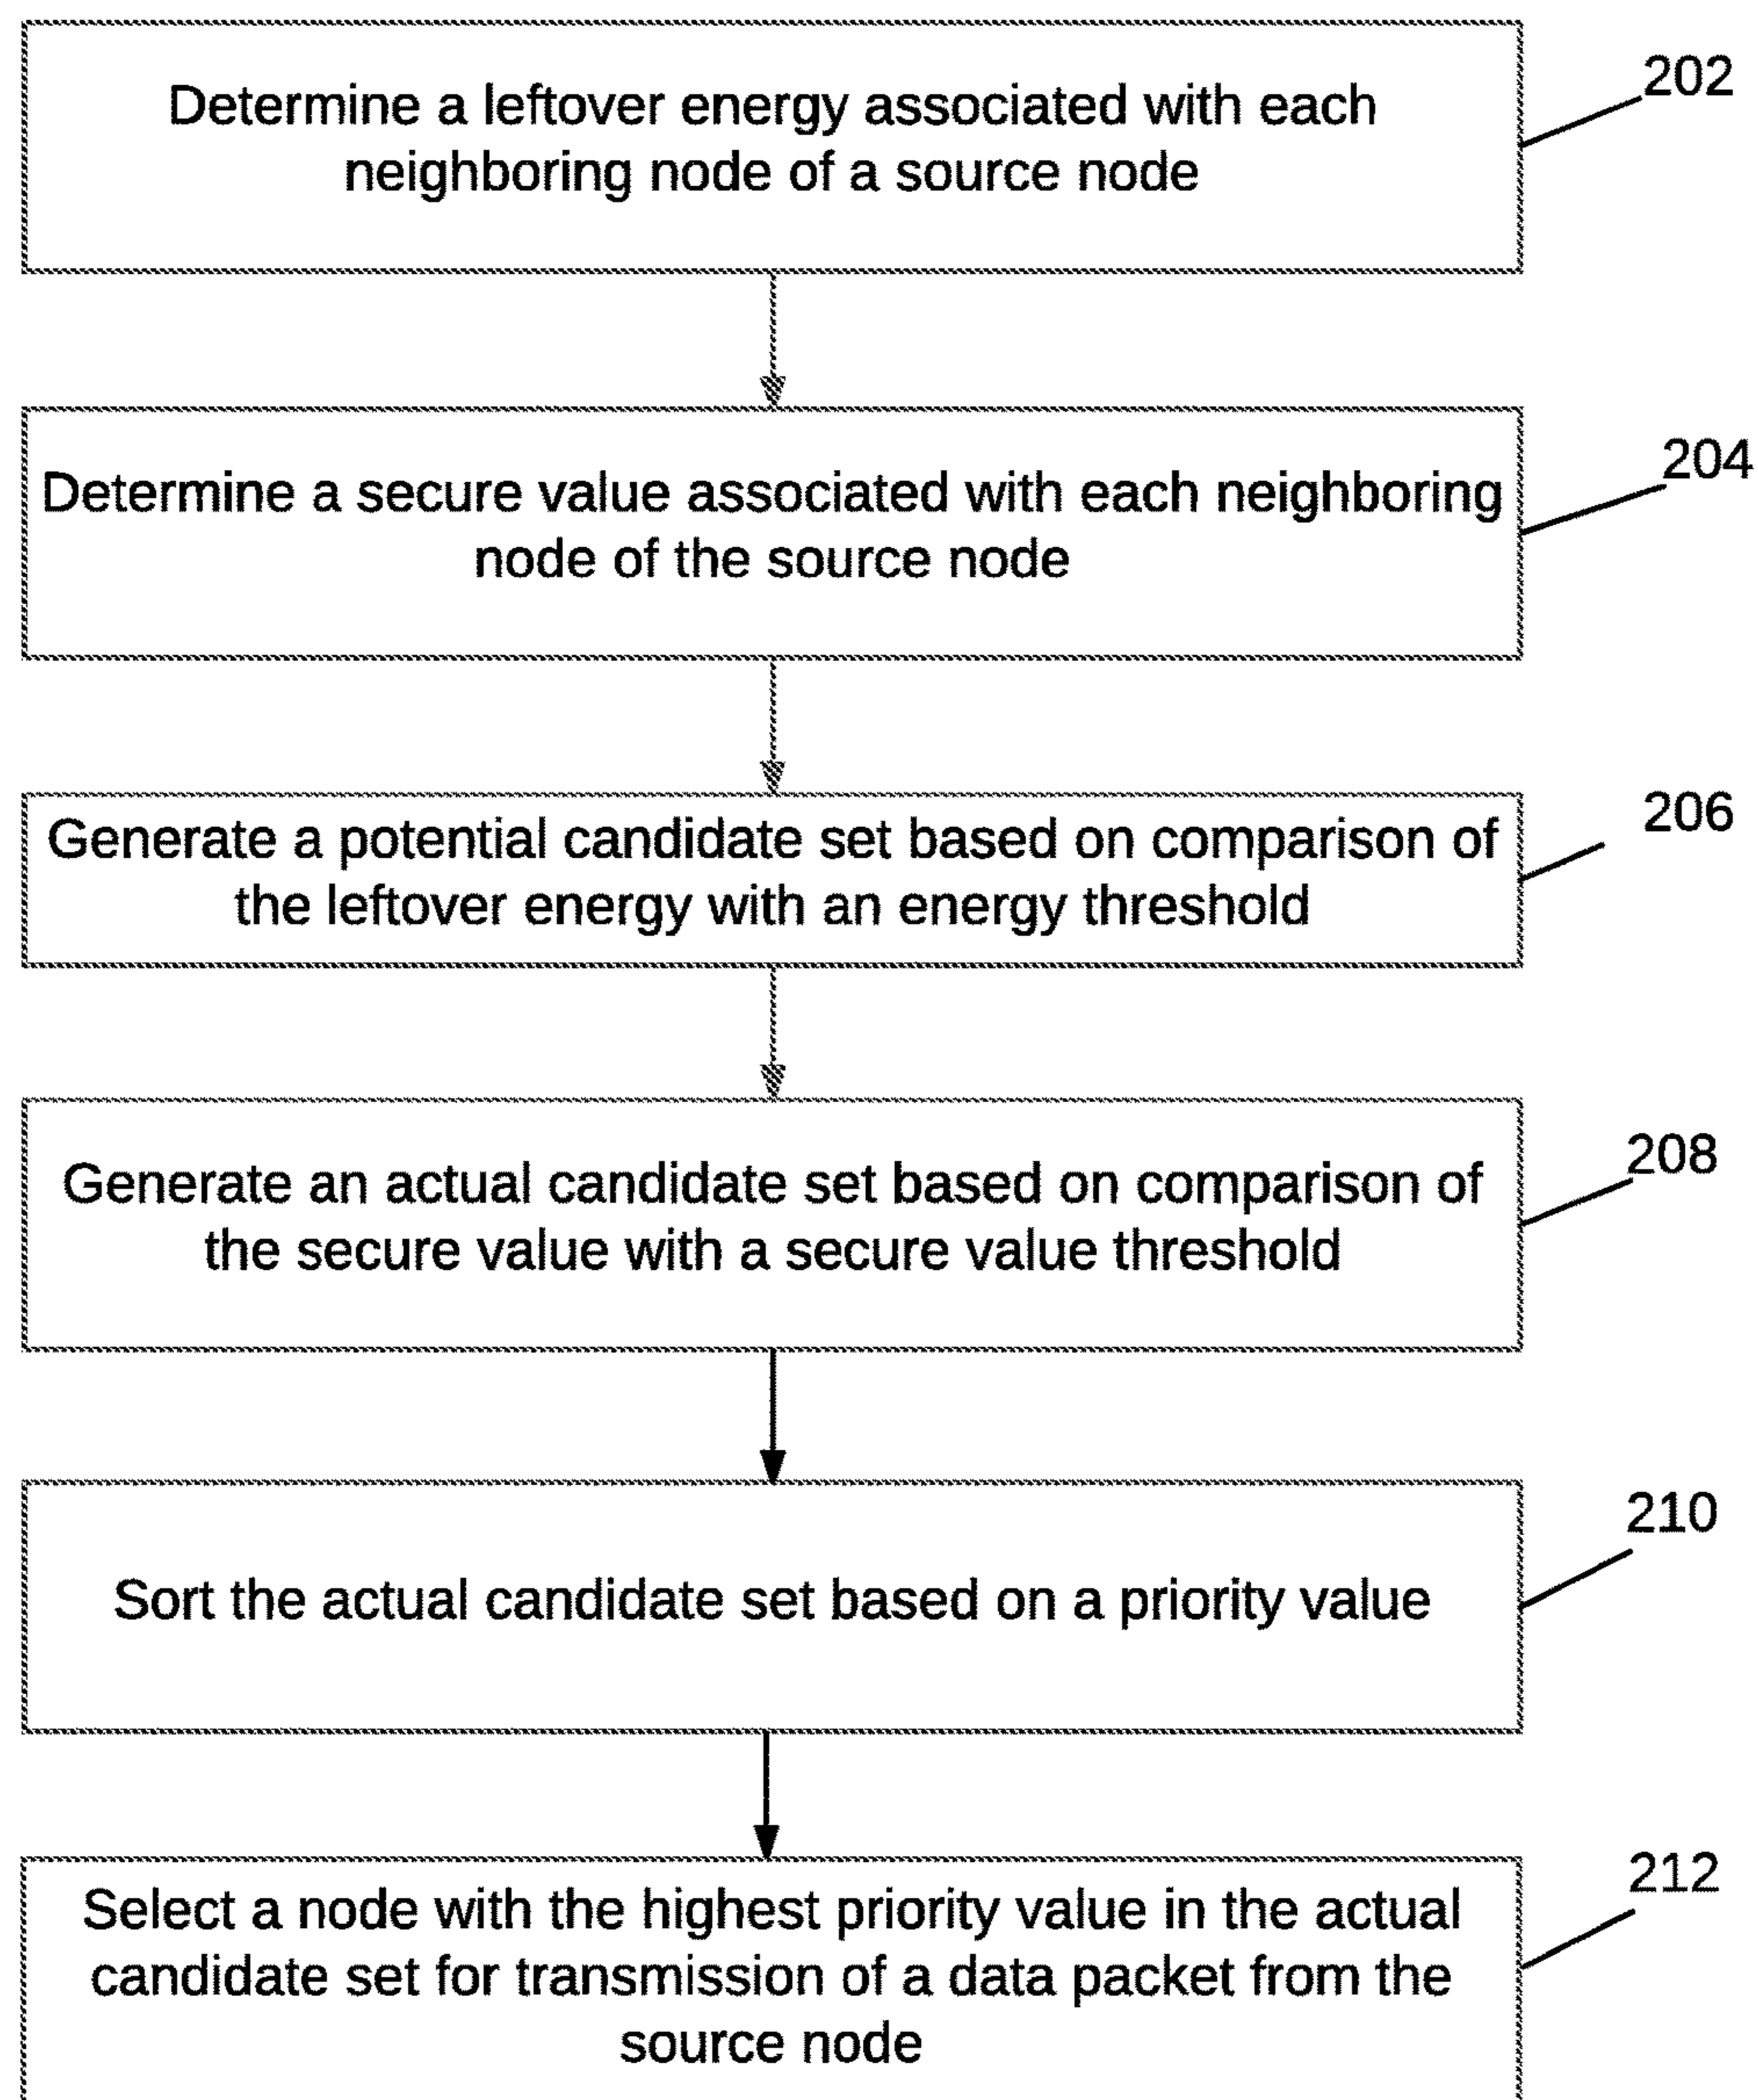 Determine a leftover energy associated with each
neighboring node of a source node
202
Determine a secure value associated with each neighboring
node of the source node
204
Generate a potential candidate set based on comparison of
the leftover energy with an energy threshold
206
Generate an actual candidate set based on comparison of
the secure value with a secure value threshold
208
Sort the actual candidate set based on a priority value
210
Select a node with the highest priority value in the actual
candidate set for transmission of a data packet from the
source node
212